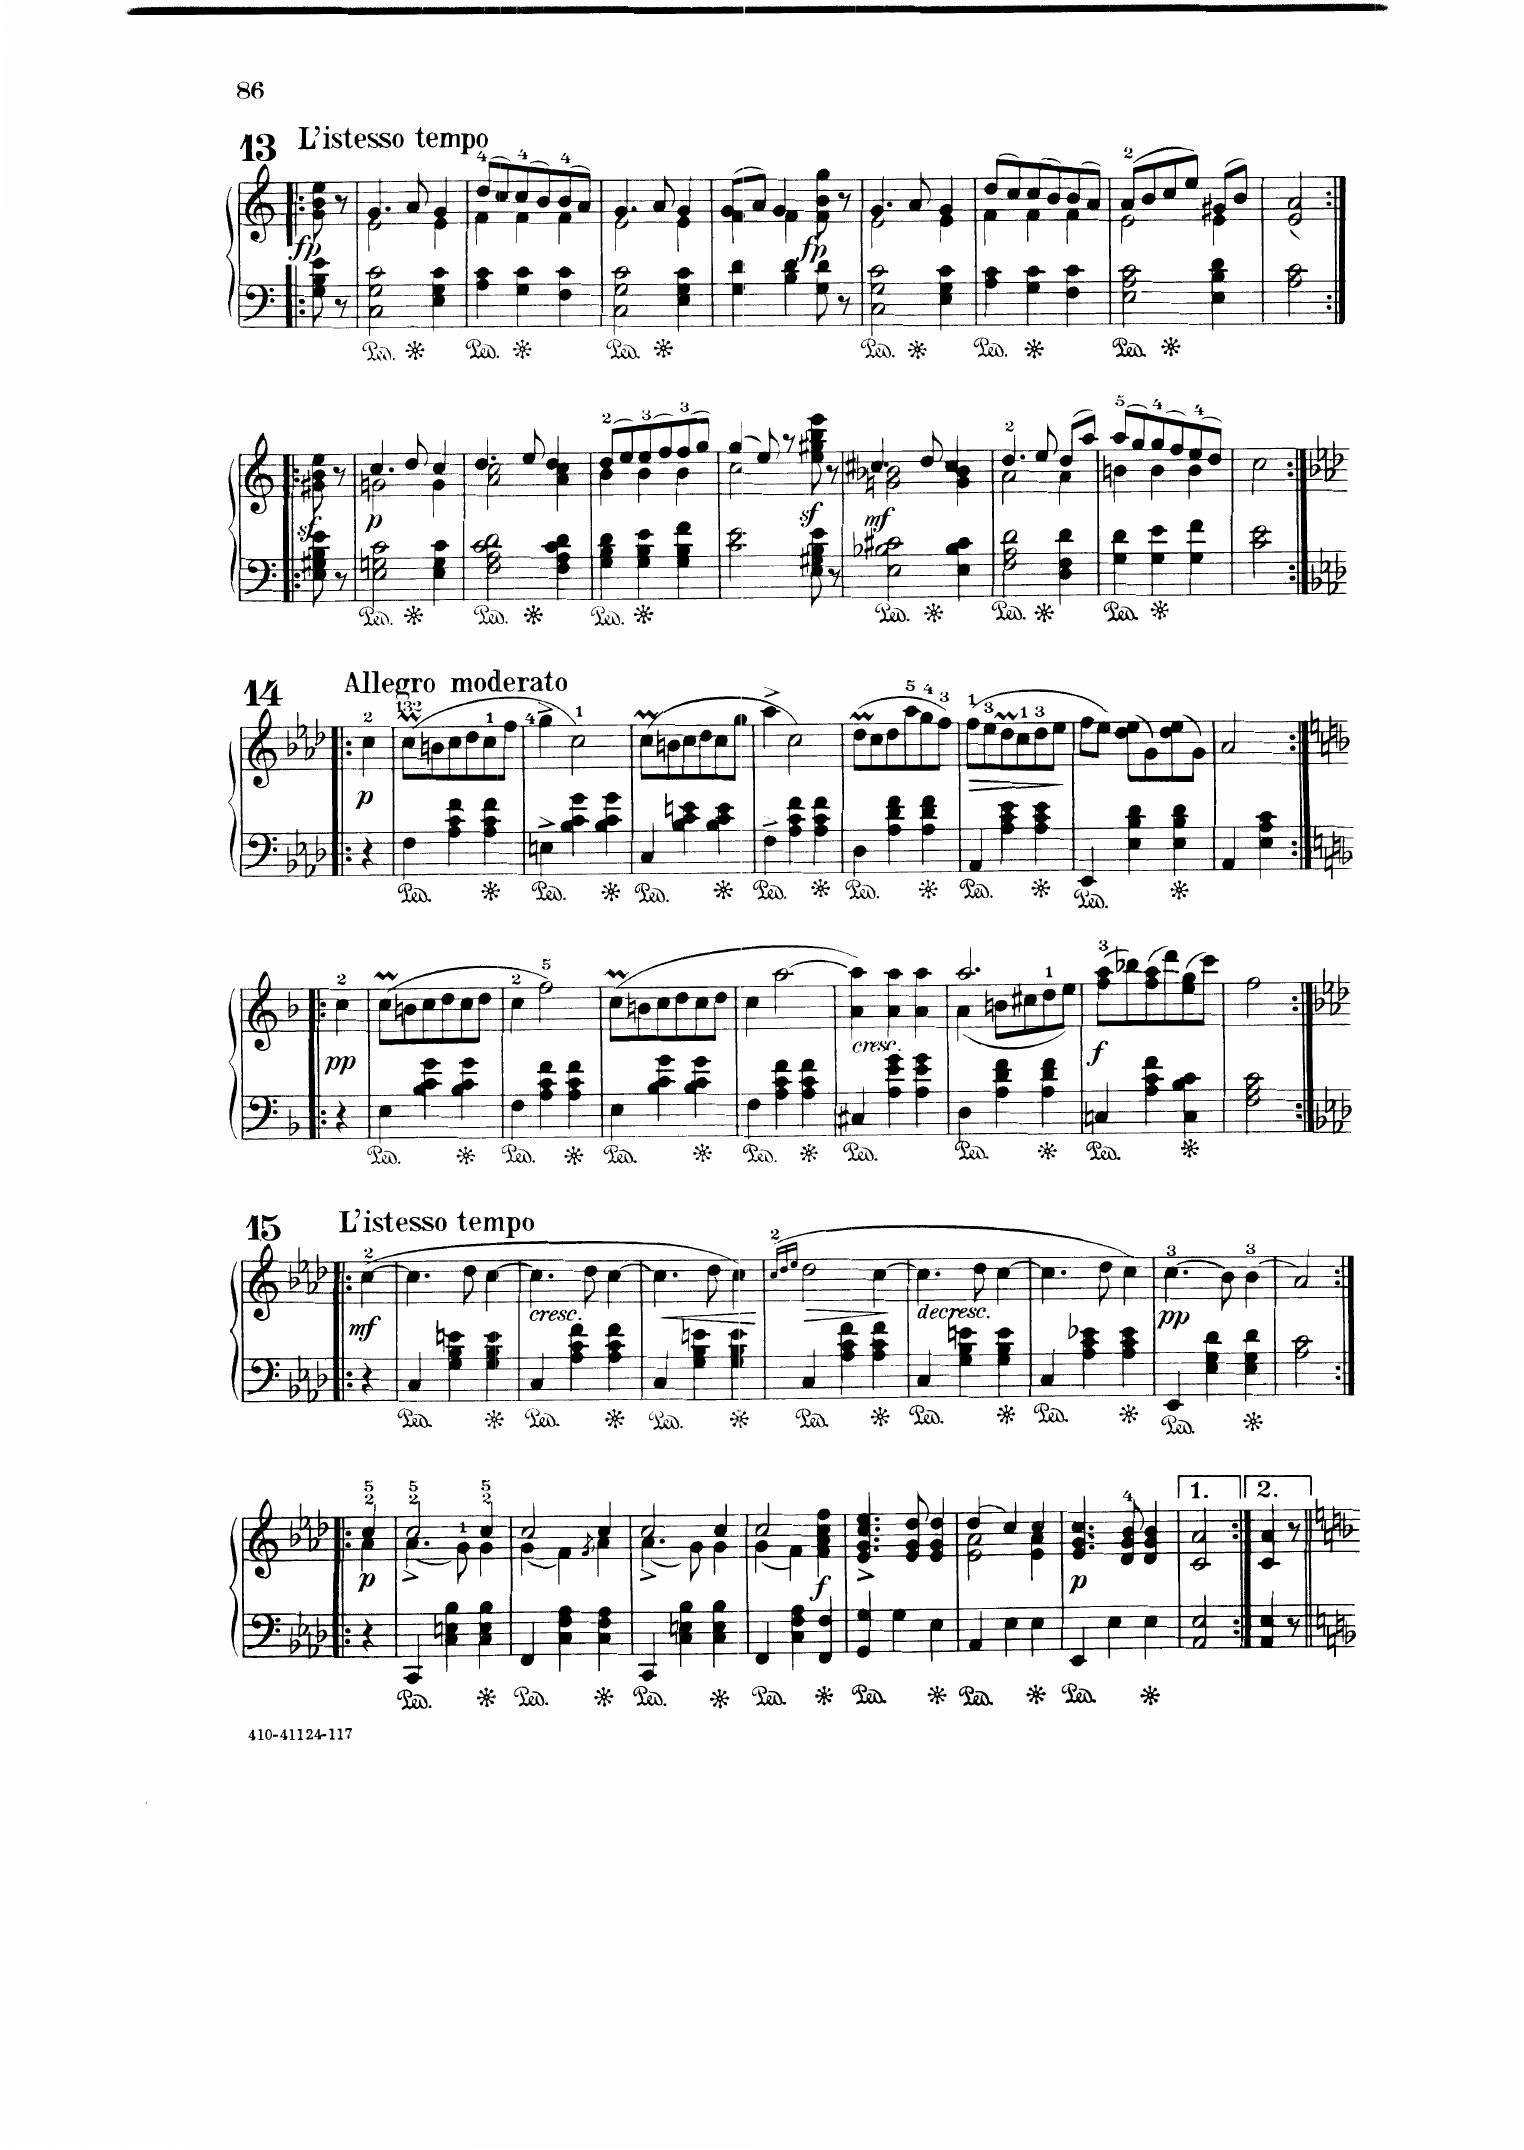 86
13 L'istesso tempo
4 4 4 2
fp fp
Ped. Ped. Ped. Ped. Ped. Ped.
2 3 3 2 5 4 4
sf p sf mf
Ped. Ped. Ped. Ped. Ped. Ped.
14 Allegro moderato
2 132 1 4 1 5 4 3 1 3 1 3
p
Ped. Ped. Ped. Ped. Ped. Ped. Ped.
2 2 5 1 3
pp cresc. f
Ped. Ped. Ped. Ped. Ped. Ped. Ped.
15 L'istesso tempo
2 2 3 3
mf cresc. decresc. pp
Ped. Ped. Ped. Ped. Ped. Ped. Ped.
5 2 5 2 1 5 2 4 1. 2.
p f p
Ped. Ped. Ped. Ped. Ped. Ped. Ped.
410-41124-117